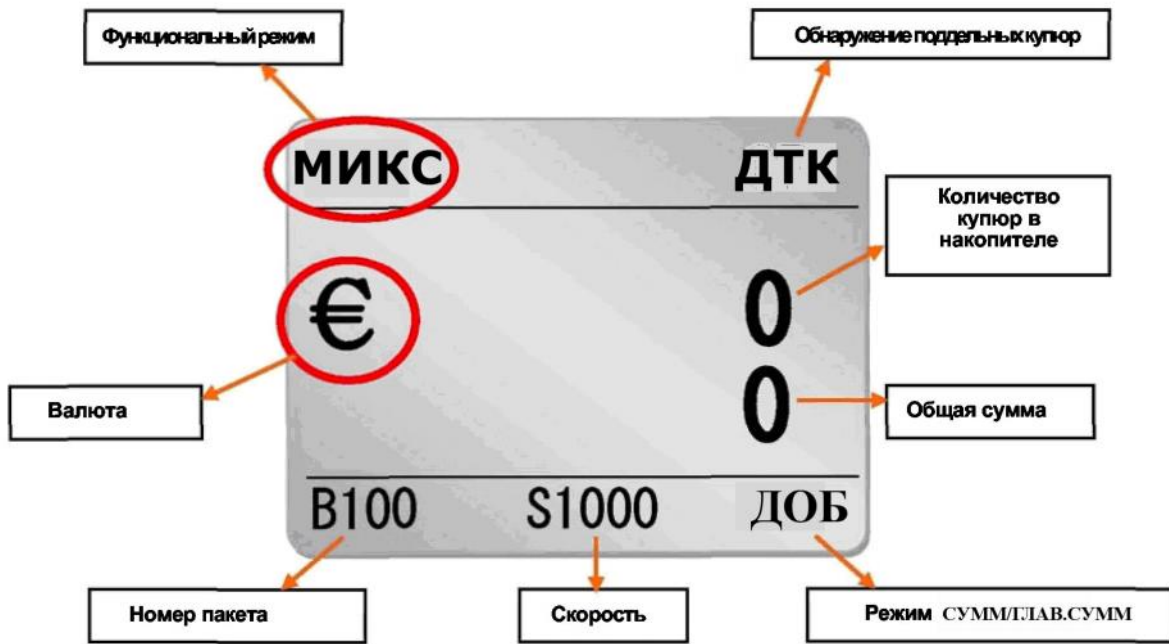 Функциональный режим
Обнаружение поддельных купюр
МИКС
ДТК
Количество
купюр в
накопителе
€
0
Валюта
0
Общая сумма
B100
S1000
ДОБ
Номер пакета
Скорость
Режим СУММ/ГЛАВ.СУММ